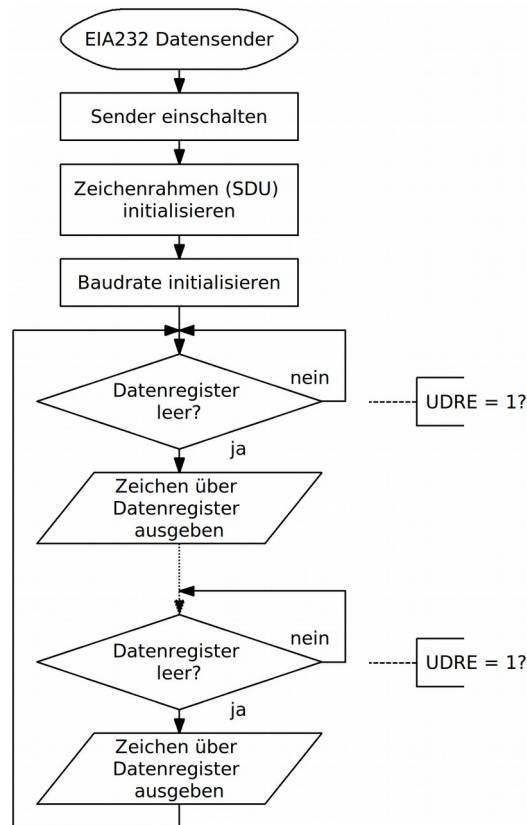 EIA232 Datensender
Sender einschalten
Zeichenrahmen (SDU)
initialisieren
Baudrate initialisieren
nein
Datenregister
leer?
UDRE = 1?
ja
Zeichen über
Datenregister
ausgeben
nein
Datenregister
leer?
UDRE = 1?
ja
Zeichen über
Datenregister
ausgeben